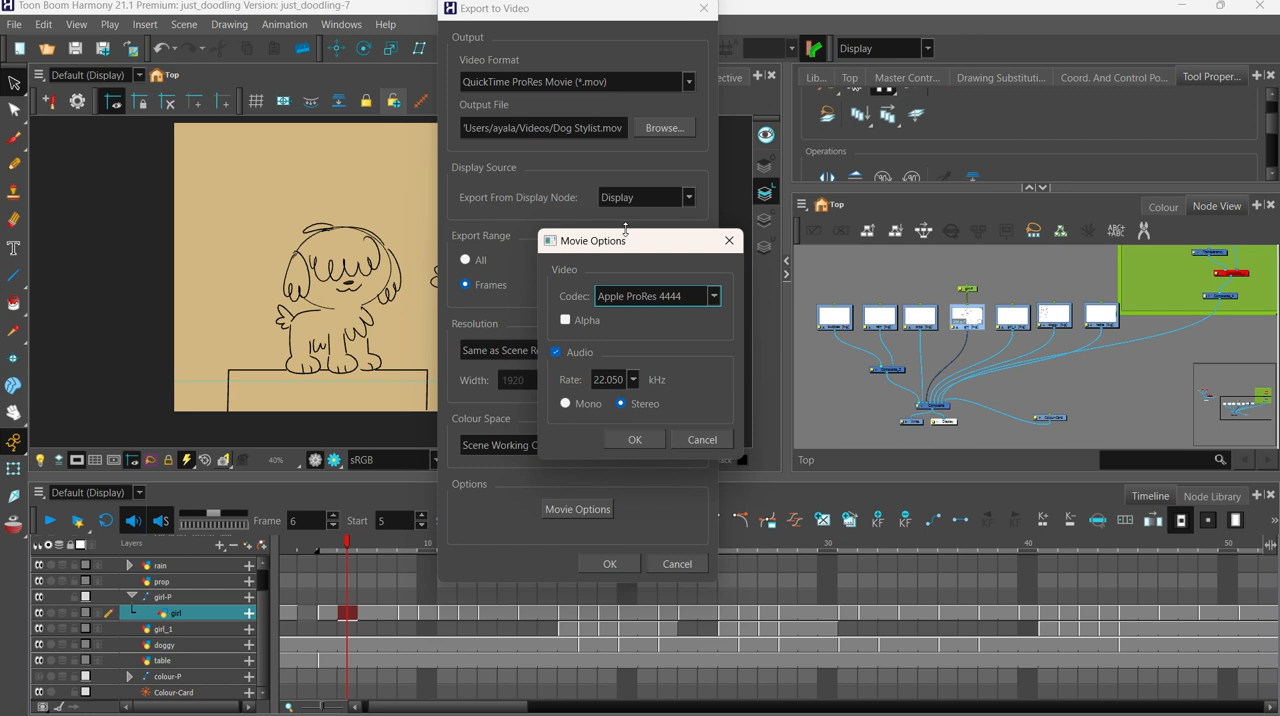 Toon Boom Harmony 21.1 Premium: just_doodling Version: just_doodling-7
File Edit View Play Insert Scene Drawing Animation Windows Help
Display
Default (Display) Top
Export to Video
Output
Video Format
QuickTime ProRes Movie (*.mov)
Output File
'Users/ayala/Videos/Dog Stylist.mov Browse...
Display Source
Export From Display Node: Display
Export Range
All
Frames
Resolution
Same as Scene R
Width: 1920
Colour Space
Scene Working C
Options
Movie Options
OK Cancel
Movie Options
Video
Codec: Apple ProRes 4444
Alpha
Audio
Rate: 22.050 kHz
Mono Stereo
OK Cancel
ective
Lib... Top Master Contr... Drawing Substituti... Coord. And Control Po... Tool Proper...
Operations
Top
Colour Node View
Top
40% sRGB
Default (Display)
Timeline Node Library
Frame 6 Start 5
Layers
10 30 40 50
rain
prop
girl-P
girl
girl_1
doggy
table
colour-P
Colour-Card